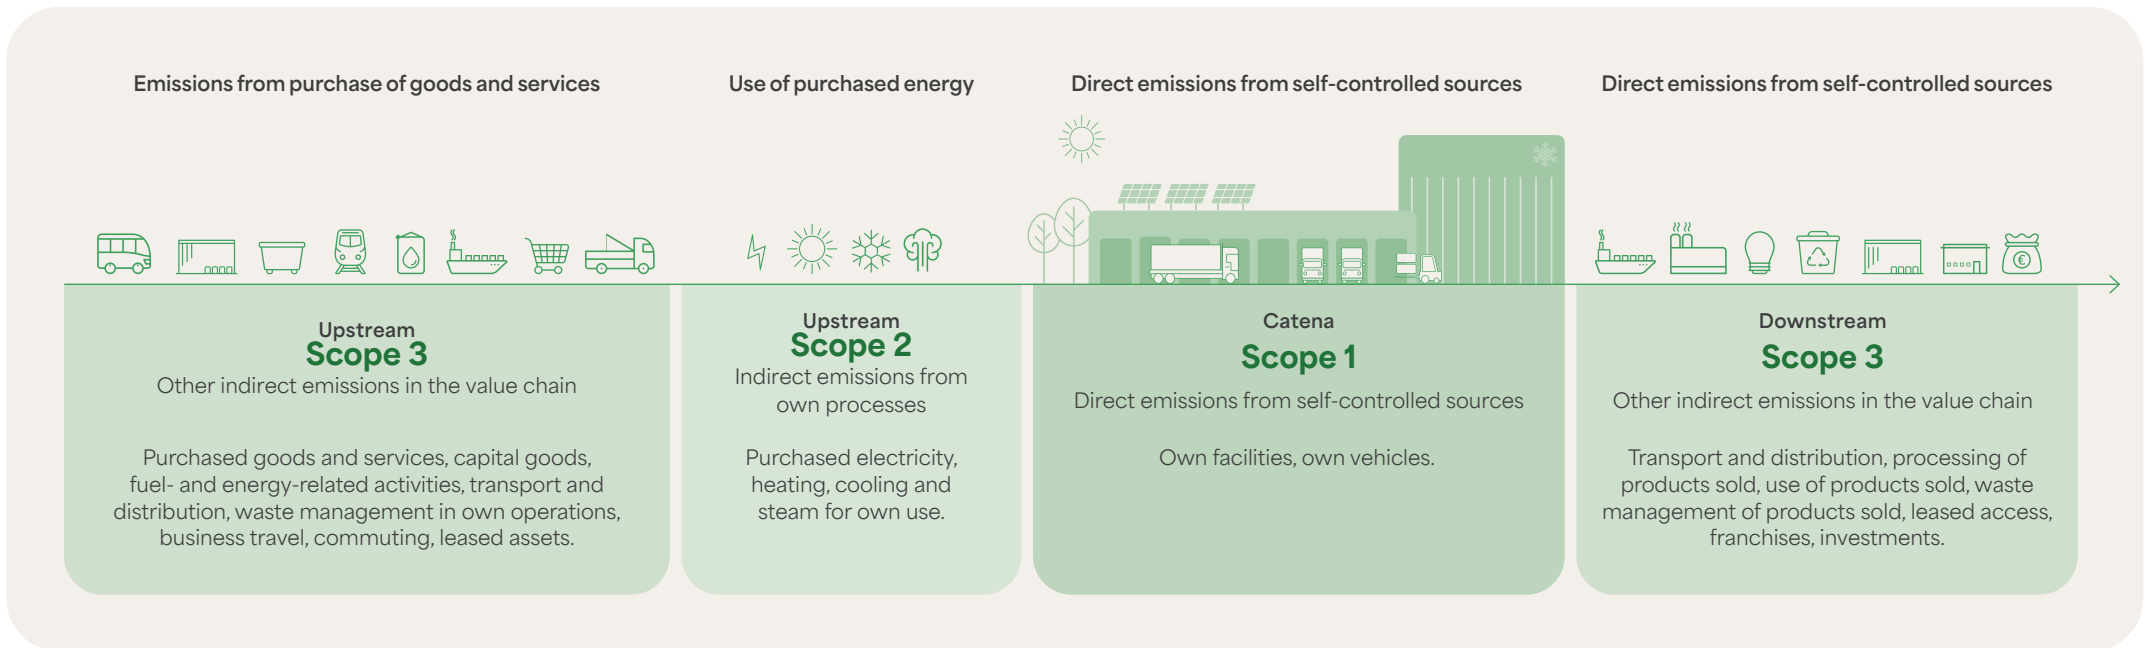 Emissions from purchase of goods and services
Use of purchased energy
Direct emissions from self-controlled sources
Direct emissions from self-controlled sources
€
Upstream
Scope 3
Other indirect emissions in the value chain
Purchased goods and services, capital goods,
fuel- and energy-related activities, transport and
distribution, waste management in own operations,
business travel, commuting, leased assets.
Upstream
Scope 2
Indirect emissions from
own processes
Purchased electricity,
heating, cooling and
steam for own use.
Catena
Scope 1
Direct emissions from self-controlled sources
Own facilities, own vehicles.
Downstream
Scope 3
Other indirect emissions in the value chain
Transport and distribution, processing of
products sold, use of products sold, waste
management of products sold, leased access,
franchises, investments.